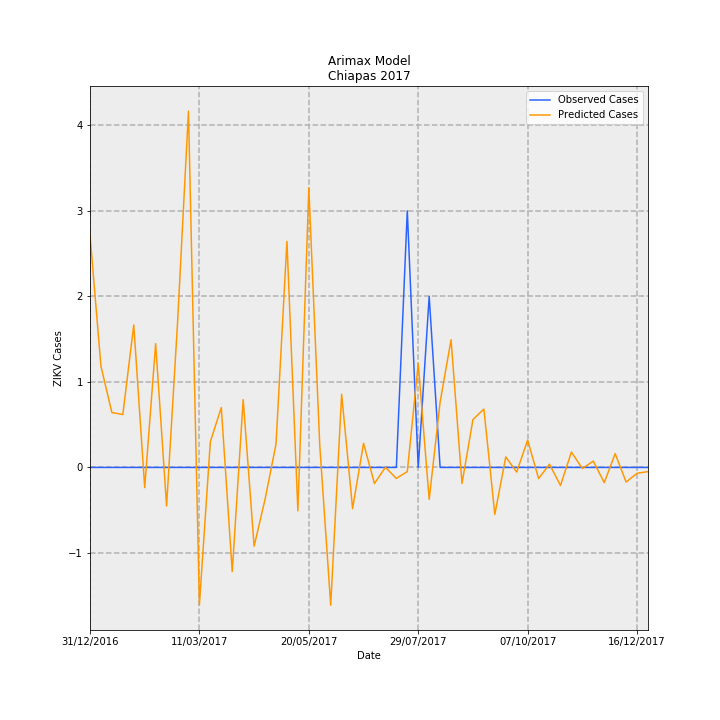 Arimax Model
Chiapas 2017
Observed Cases
Predicted Cases
4
3
2
1
0
−1
ZIKV Cases
31/12/2016 11/03/2017 20/05/2017 29/07/2017 07/10/2017 16/12/2017
Date